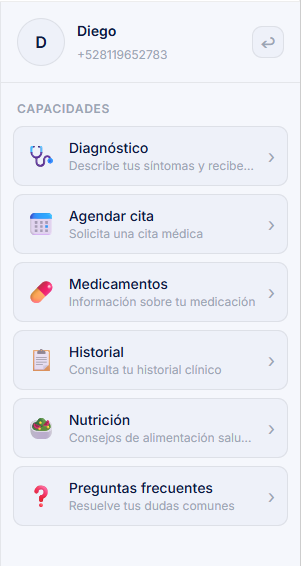 D
Diego
+528119652783
CAPACIDADES
Diagnóstico
Describe tus síntomas y recibe...
Agendar cita
Solicita una cita médica
Medicamentos
Información sobre tu medicación
Historial
Consulta tu historial clínico
Nutrición
Consejos de alimentación salu...
Preguntas frecuentes
Resuelve tus dudas comunes